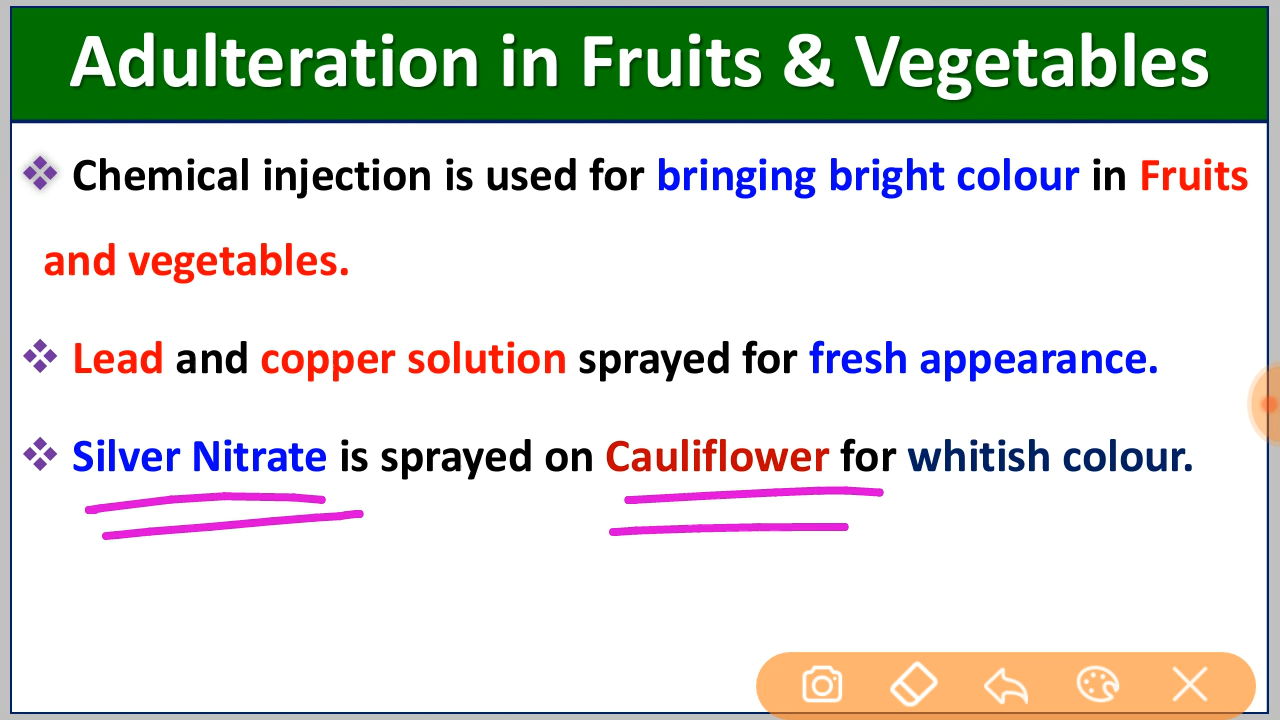 Adulteration in Fruits & Vegetables
Chemical injection is used for bringing bright colour in Fruits
and vegetables.
Lead and copper solution sprayed for fresh appearance.
Silver Nitrate is sprayed on Cauliflower for whitish colour.